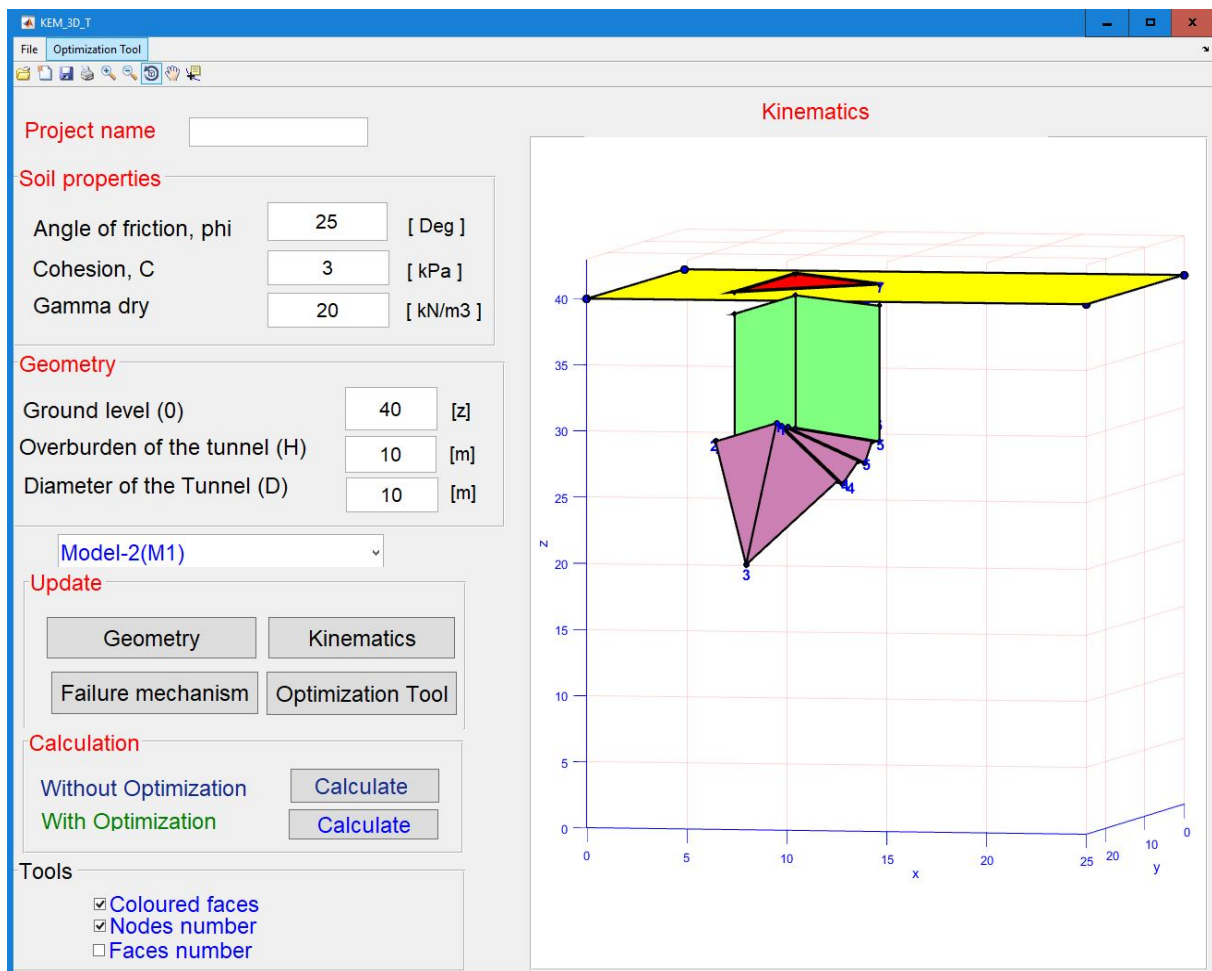 KEM_3D_T
File Optimization Tool
Project name
Soil properties
Angle of friction, phi 25 [ Deg ]
Cohesion, C 3 [ kPa ]
Gamma dry 20 [ kN/m3 ]
Geometry
Ground level (0) 40 [z]
Overburden of the tunnel (H) 10 [m]
Diameter of the Tunnel (D) 10 [m]
Model-2(M1)
Update
Geometry Kinematics
Failure mechanism Optimization Tool
Calculation
Without Optimization Calculate
With Optimization Calculate
Tools
Coloured faces
Nodes number
Faces number
Kinematics
40
35
30
25
20
15
10
5
0
z
7
2
5
5
4
3
0 5 10 15 20 25
x
20 10 0
y